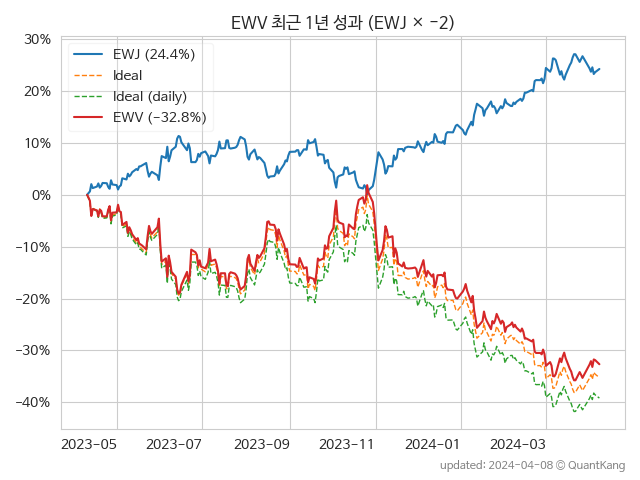 EWV 최근 1년 성과 (EWJ × −2)
30%
20%
10%
0%
−10%
−20%
−30%
−40%
EWJ (24.4%)
Ideal
Ideal (daily)
EWV (−32.8%)
2023-05 2023-07 2023-09 2023-11 2024-01 2024-03
updated: 2024-04-08 © QuantKang